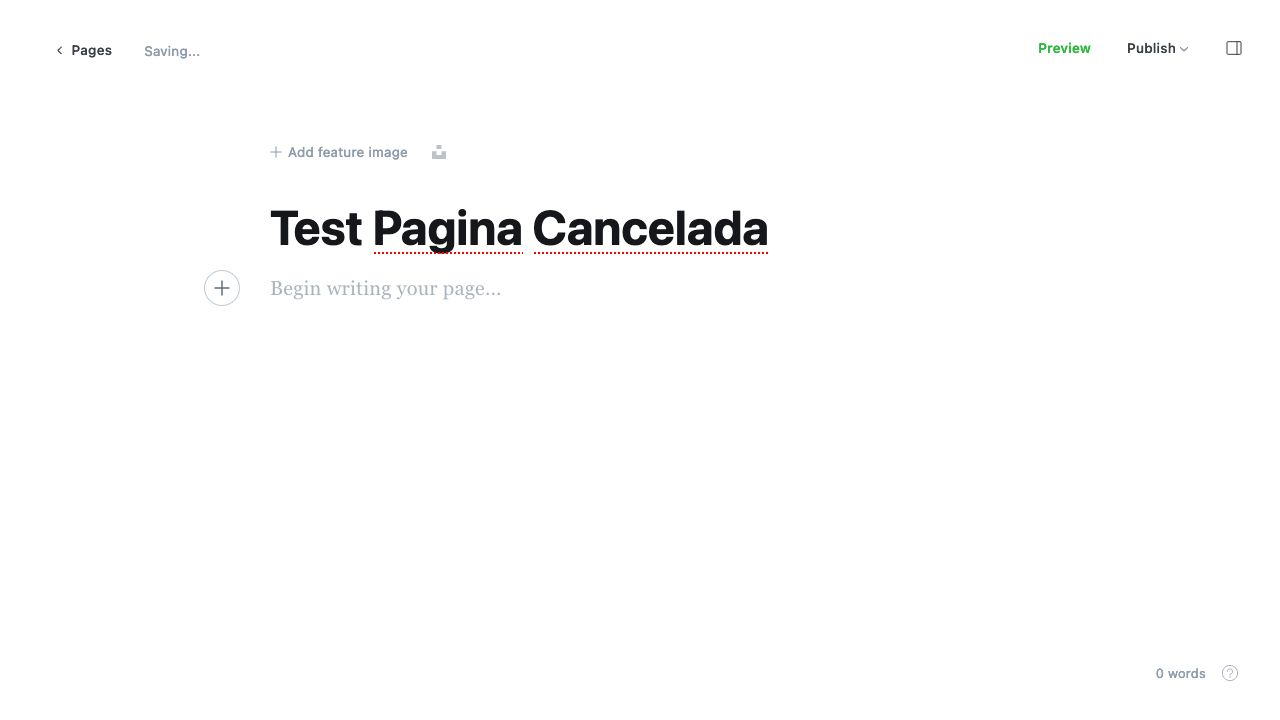 Pages Saving...
Preview Publish
Add feature image
Test Pagina Cancelada
Begin writing your page...
0 words